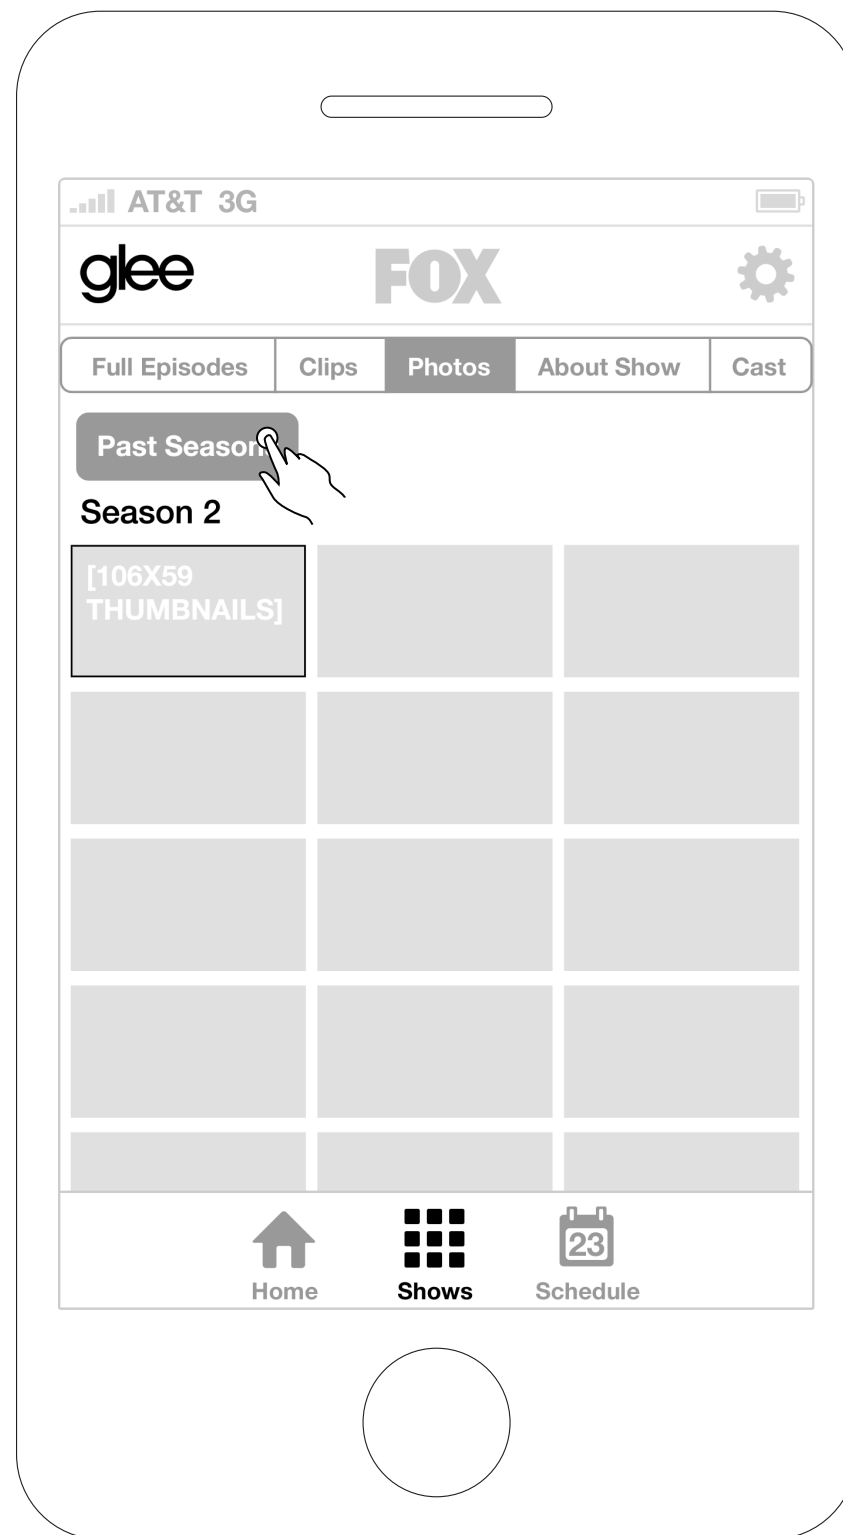 AT&T 3G
glee FOX
Full Episodes Clips Photos About Show Cast
Past Season
Season 2
[106X59
THUMBNAILS]
23
Home Shows Schedule